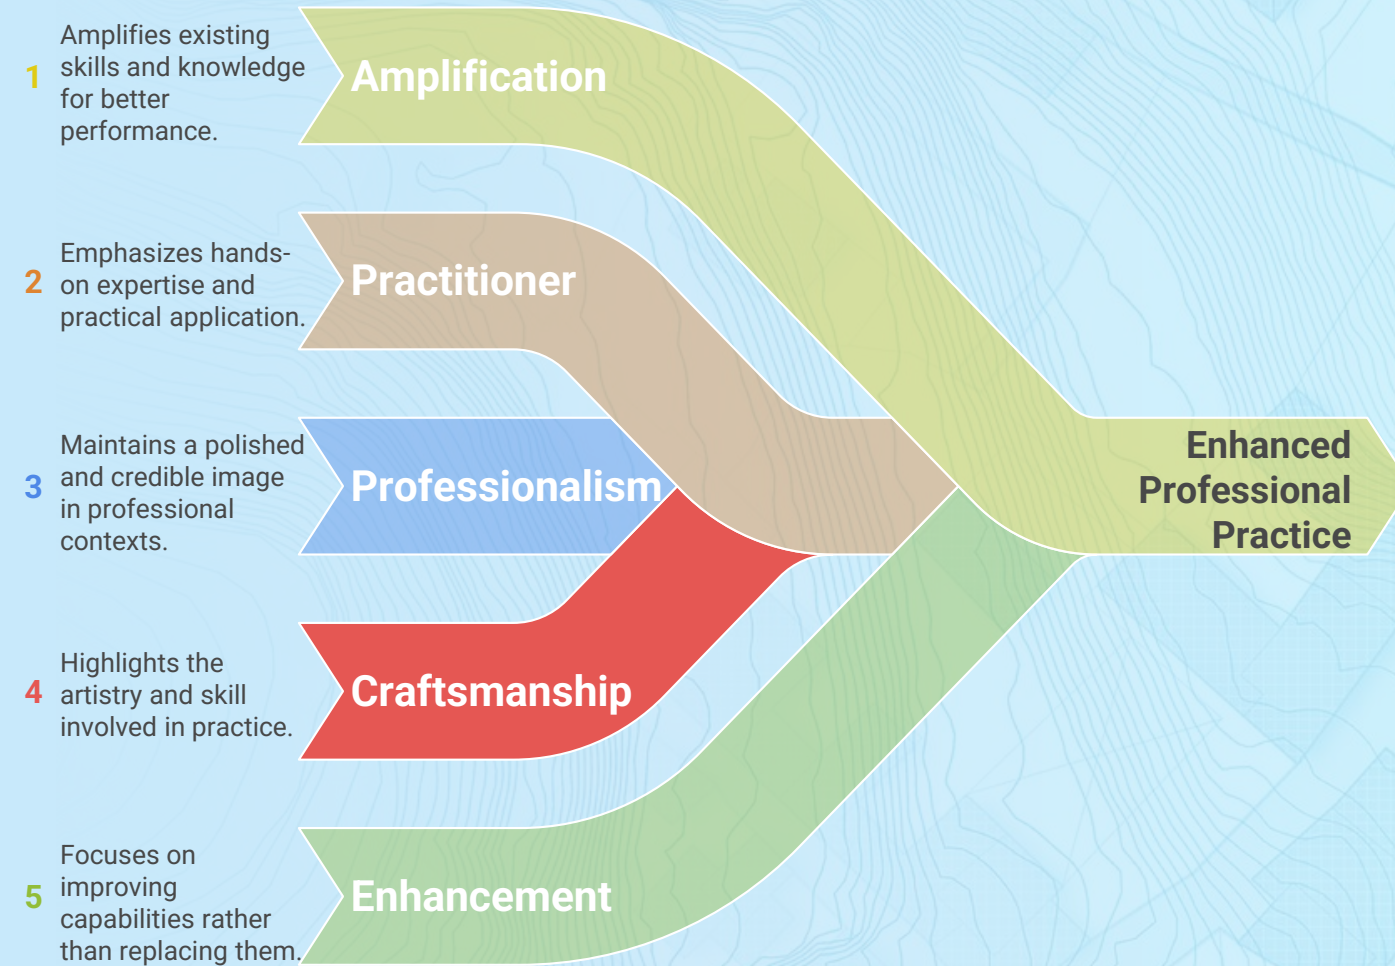 1
Amplifies existing
skills and knowledge
for better
performance.
Amplification
2
Emphasizes hands-
on expertise and
practical application.
Practitioner
3
Maintains a polished
and credible image
in professional
contexts.
Professionalism
4
Highlights the
artistry and skill
involved in practice.
Craftsmanship
5
Focuses on
improving
capabilities rather
than replacing them.
Enhancement
Enhanced
Professional
Practice